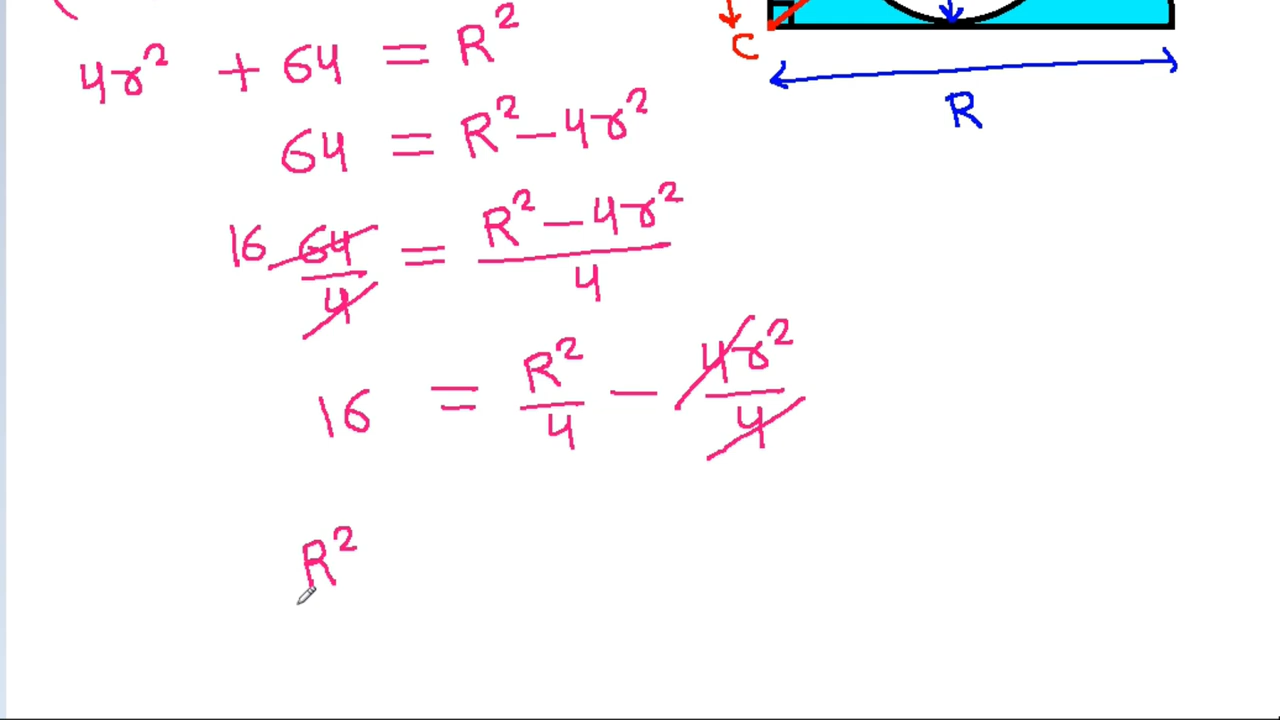 4r² + 64 = R²
C
R
64 = R² − 4r²
16 64/4 = (R² − 4r²)/4
16 = R²/4 − 4r²/4
R²